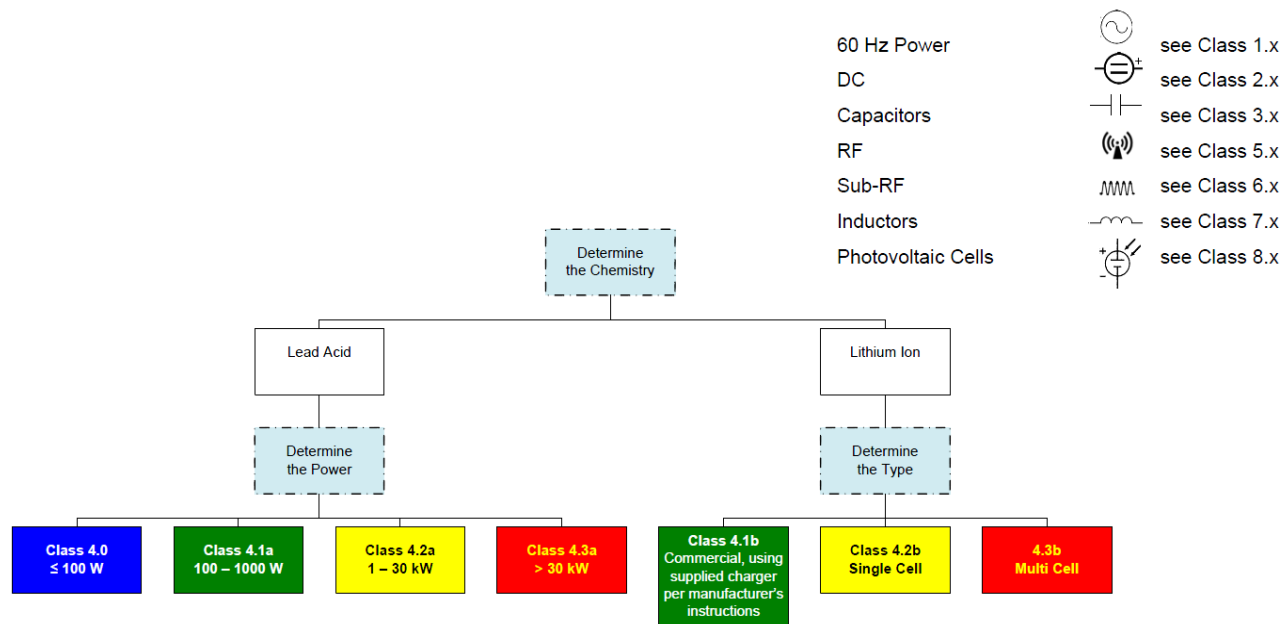 60 Hz Power see Class 1.x
DC + see Class 2.x
Capacitors see Class 3.x
RF see Class 5.x
Sub-RF see Class 6.x
Inductors see Class 7.x
Photovoltaic Cells + - see Class 8.x
Determine
the Chemistry
Lead Acid
Lithium Ion
Determine
the Power
Determine
the Type
Class 4.0
≤ 100 W
Class 4.1a
100 – 1000 W
Class 4.2a
1 – 30 kW
Class 4.3a
> 30 kW
Class 4.1b
Commercial, using
supplied charger
per manufacturer's
instructions
Class 4.2b
Single Cell
4.3b
Multi Cell